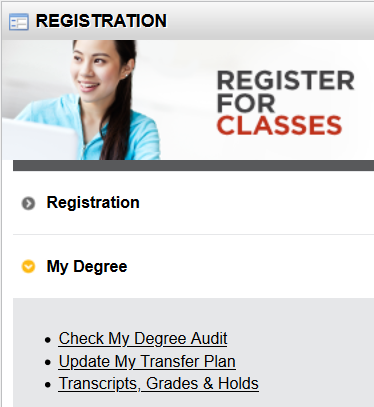 REGISTRATION
REGISTER
FOR
CLASSES
Registration
My Degree
Check My Degree Audit
Update My Transfer Plan
Transcripts, Grades & Holds